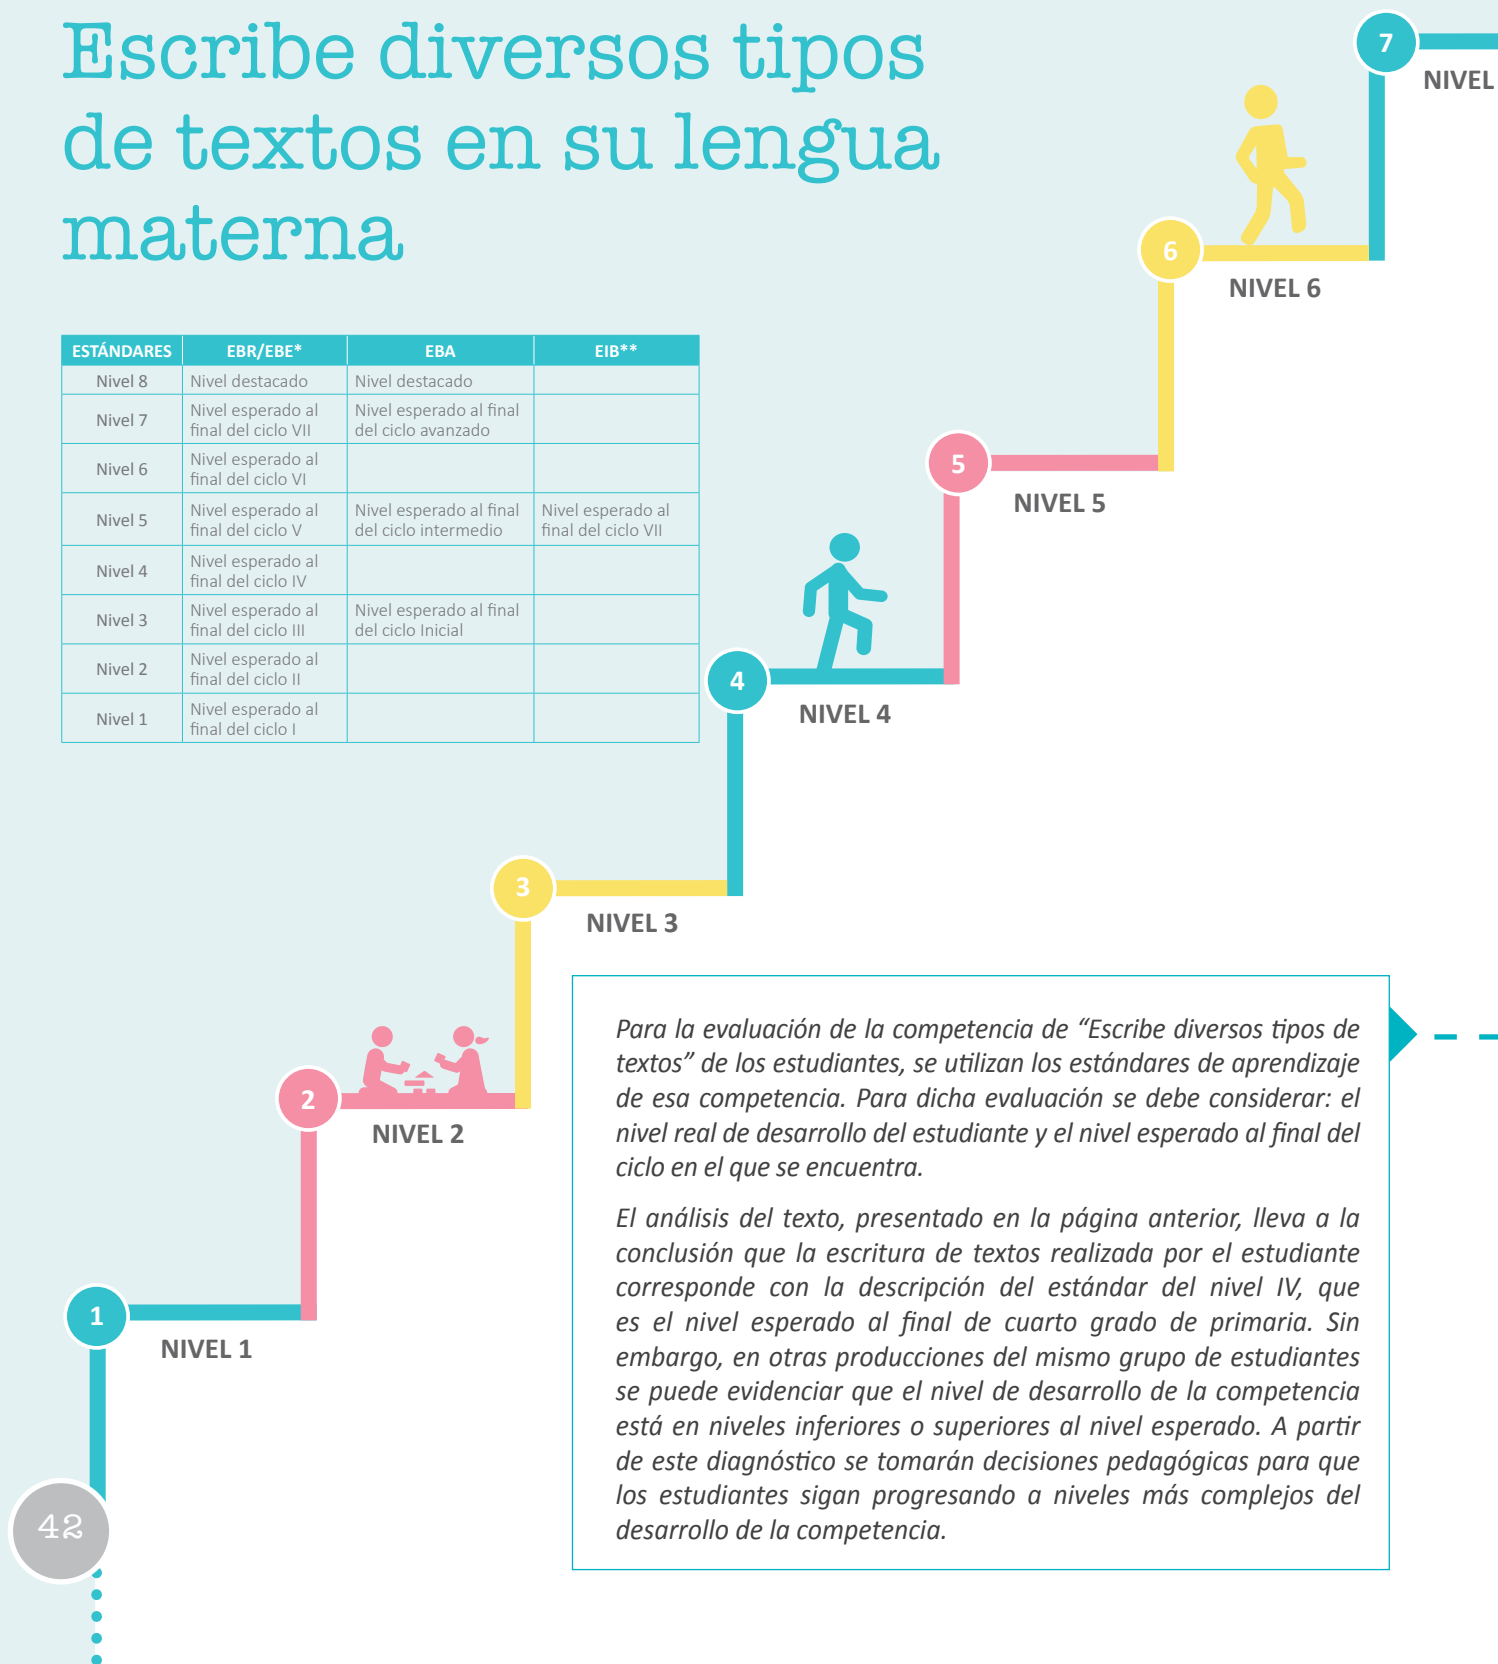 Escribe diversos tipos
de textos en su lengua
materna
ESTÁNDARES EBR/EBE* EBA EIB**
Nivel 8 Nivel destacado Nivel destacado
Nivel 7 Nivel esperado al final del ciclo VII Nivel esperado al final del ciclo avanzado
Nivel 6 Nivel esperado al final del ciclo VI
Nivel 5 Nivel esperado al final del ciclo V Nivel esperado al final del ciclo intermedio Nivel esperado al final del ciclo VII
Nivel 4 Nivel esperado al final del ciclo IV
Nivel 3 Nivel esperado al final del ciclo III Nivel esperado al final del ciclo Inicial
Nivel 2 Nivel esperado al final del ciclo II
Nivel 1 Nivel esperado al final del ciclo I
7
NIVEL
6
NIVEL 6
5
NIVEL 5
4
NIVEL 4
3
NIVEL 3
2
NIVEL 2
1
NIVEL 1
Para la evaluación de la competencia de “Escribe diversos tipos de
textos” de los estudiantes, se utilizan los estándares de aprendizaje
de esa competencia. Para dicha evaluación se debe considerar: el
nivel real de desarrollo del estudiante y el nivel esperado al final del
ciclo en el que se encuentra.
El análisis del texto, presentado en la página anterior, lleva a la
conclusión que la escritura de textos realizada por el estudiante
corresponde con la descripción del estándar del nivel IV, que
es el nivel esperado al final de cuarto grado de primaria. Sin
embargo, en otras producciones del mismo grupo de estudiantes
se puede evidenciar que el nivel de desarrollo de la competencia
está en niveles inferiores o superiores al nivel esperado. A partir
de este diagnóstico se tomarán decisiones pedagógicas para que
los estudiantes sigan progresando a niveles más complejos del
desarrollo de la competencia.
42